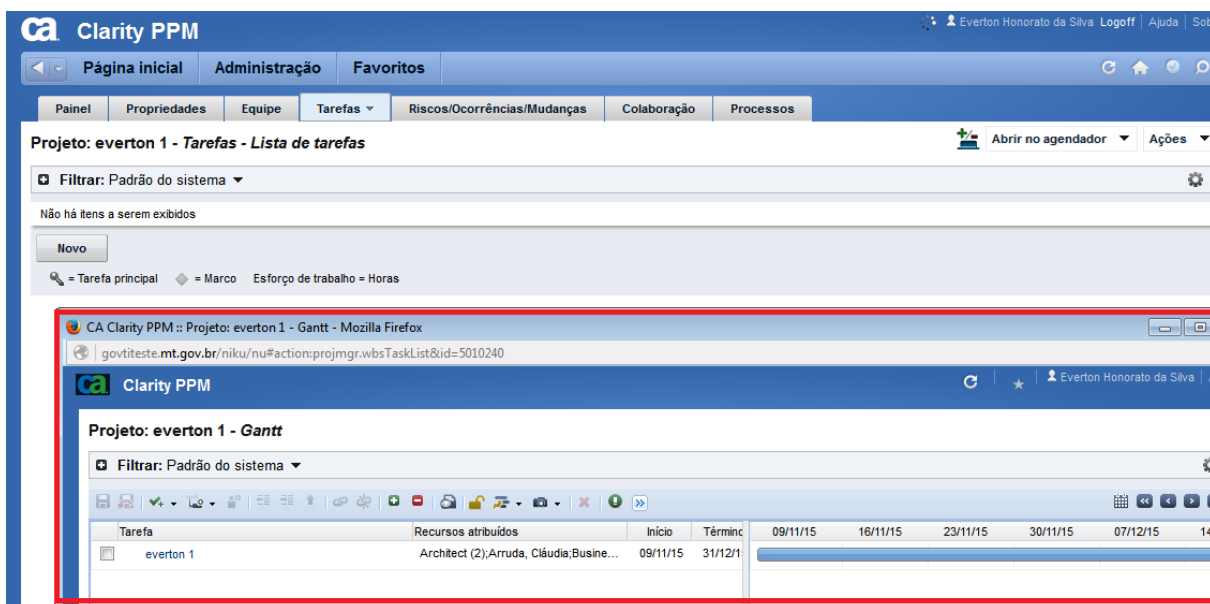 ca Clarity PPM
Everton Honorato da Silva Logoff Ajuda
Página inicial Administração Favoritos
Painel Propriedades Equipe Tarefas Riscos/Ocorrências/Mudanças Colaboração Processos
Projeto: everton 1 - Tarefas - Lista de tarefas
Abrir no agendador Ações
Filtrar: Padrão do sistema
Não há itens a serem exibidos
Novo
= Tarefa principal = Marco Esforço de trabalho = Horas
CA Clarity PPM :: Projeto: everton 1 - Gantt - Mozilla Firefox
govtiteste.mt.gov.br/niku/nu#action:projmgr.wbsTaskList&id=5010240
ca Clarity PPM
Everton Honorato da Silva
Projeto: everton 1 - Gantt
Filtrar: Padrão do sistema
Tarefa Recursos atribuídos Início Términc 09/11/15 16/11/15 23/11/15 30/11/15 07/12/15 14
everton 1 Architect (2);Arruda, Cláudia;Busine... 09/11/15 31/12/1